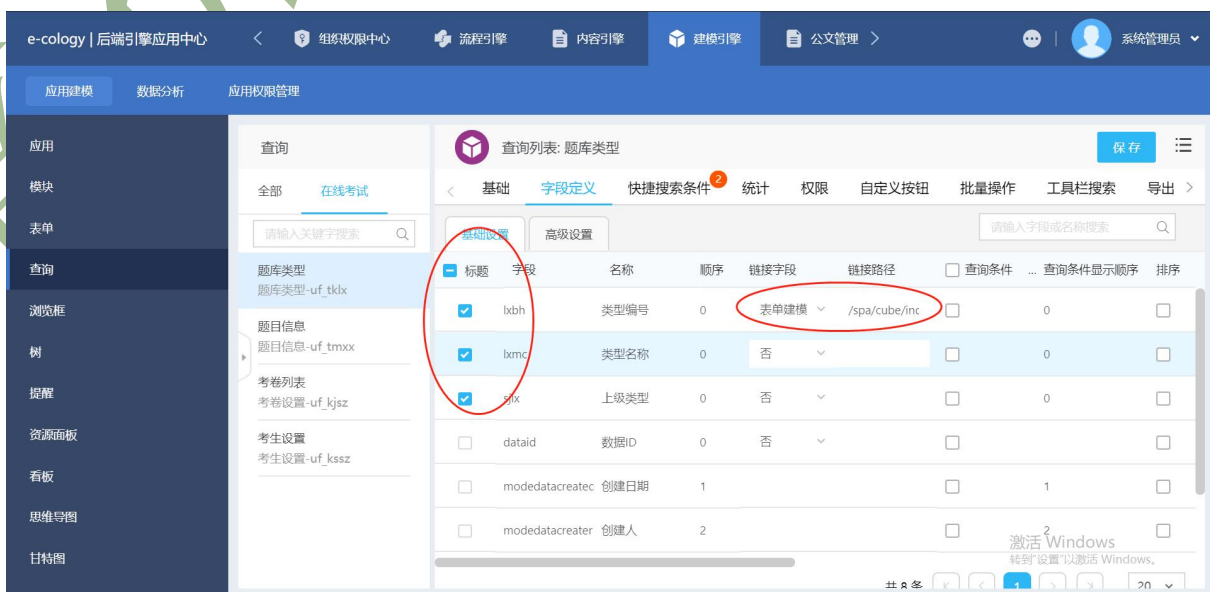 e-cology | 后端引擎应用中心 组织权限中心 流程引擎 内容引擎 建模引擎 公文管理 系统管理员
应用建模 数据分析 应用权限管理
应用
模块
表单
查询
浏览框
树
提醒
资源面板
看板
思维导图
甘特图
查询
全部 在线考试
请输入关键字搜索
题库类型
题库类型-uf_tklx
题目信息
题目信息-uf_tmxx
考卷列表
考卷设置-uf_kjsz
考生设置
考生设置-uf_kssz
查询列表: 题库类型 保存
基础 字段定义 快捷搜索条件 2 统计 权限 自定义按钮 批量操作 工具栏搜索 导出
基础设置 高级设置 请输入字段或名称搜索
标题 字段 名称 顺序 链接字段 链接路径 查询条件 ... 查询条件显示顺序 排序
lxbh 类型编号 0 表单建模 /spa/cube/inc 0
lxmc 类型名称 0 否 0
sjlx 上级类型 0 否 0
dataid 数据ID 0 否
modedatacreatec 创建日期 1 1
modedatacreater 创建人 2 2
激活 Windows
转到"设置"以激活 Windows。
共 8 条 1 20